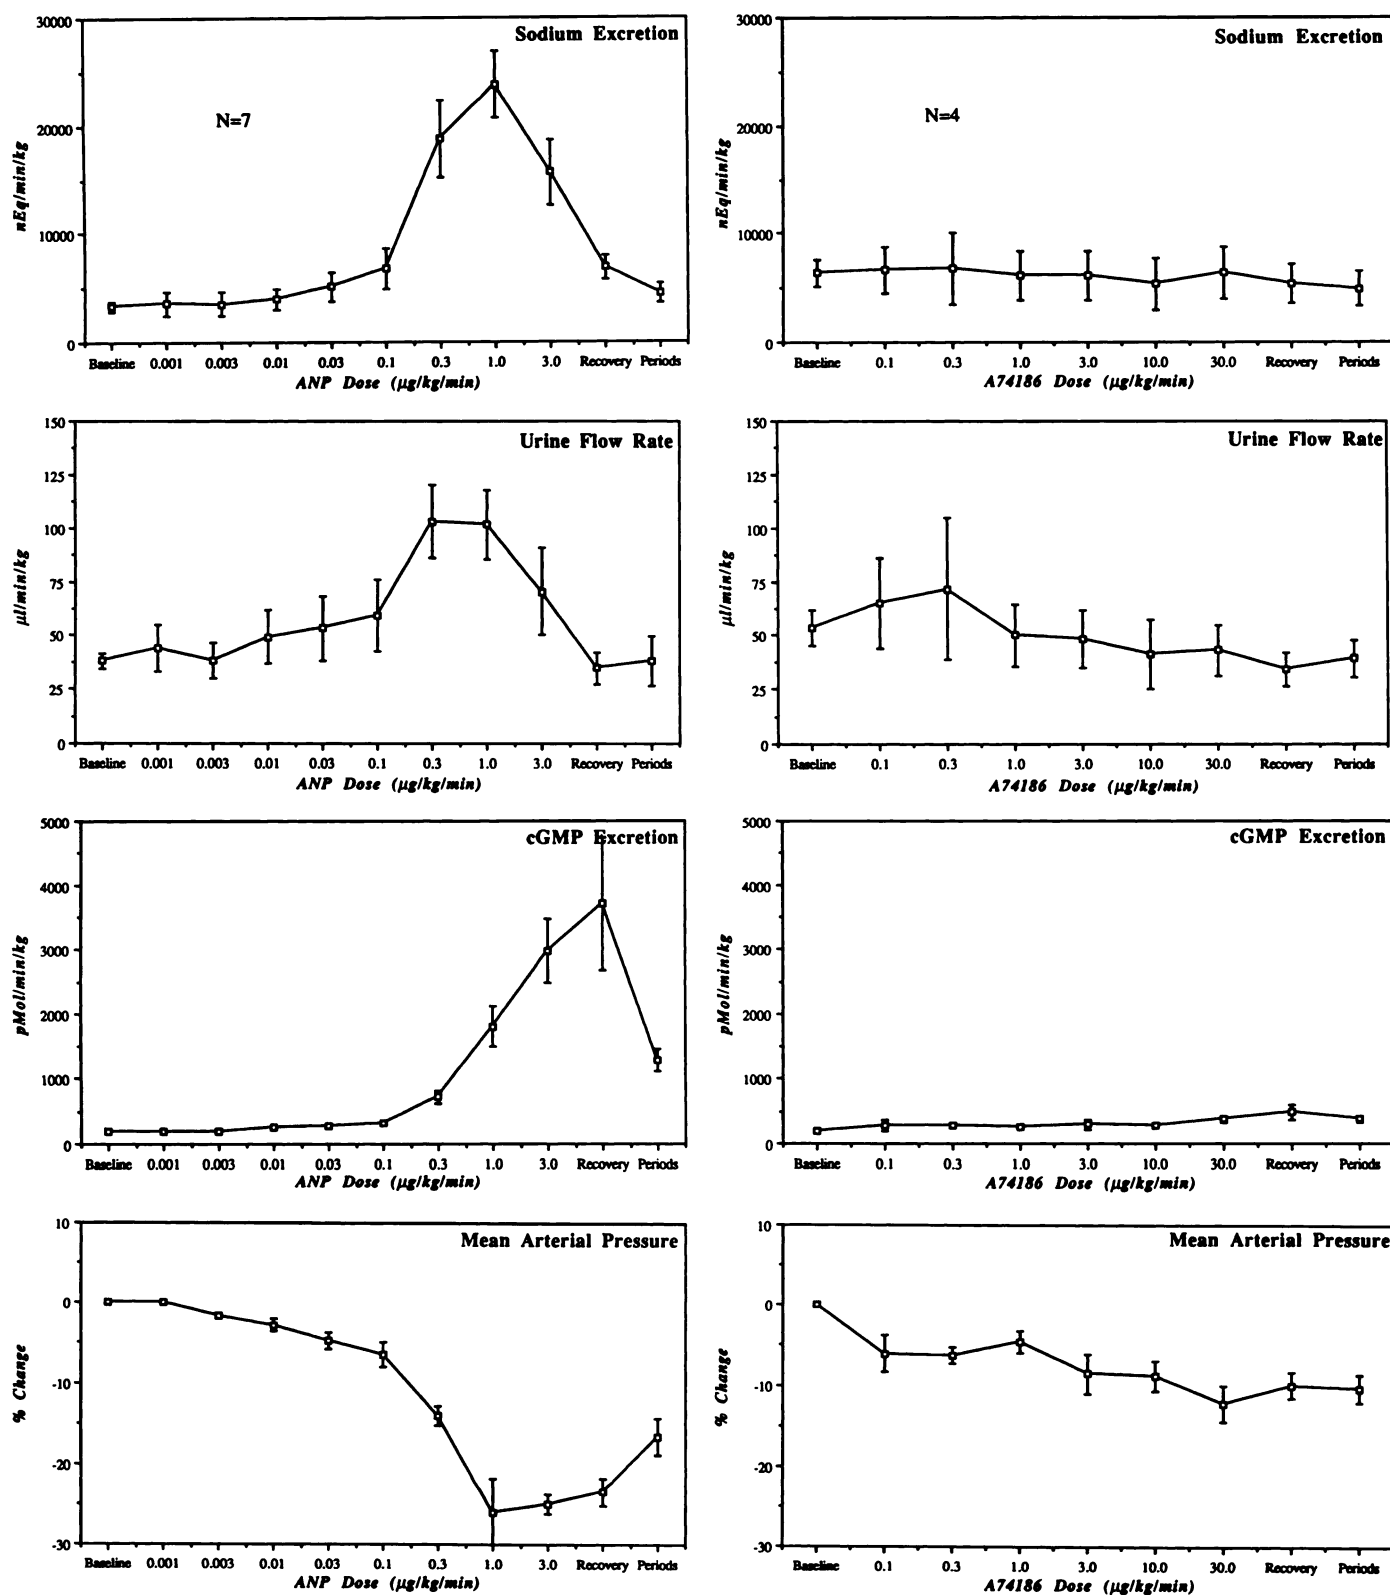 Sodium Excretion
N=7
nEq/min/kg
30000
20000
10000
0
Baseline 0.001 0.003 0.01 0.03 0.1 0.3 1.0 3.0 Recovery Periods
ANP Dose (μg/kg/min)
Sodium Excretion
N=4
nEq/min/kg
30000
20000
10000
0
Baseline 0.1 0.3 1.0 3.0 10.0 30.0 Recovery Periods
A74186 Dose (μg/kg/min)
Urine Flow Rate
μl/min/kg
150
125
100
75
50
25
0
Baseline 0.001 0.003 0.01 0.03 0.1 0.3 1.0 3.0 Recovery Periods
ANP Dose (μg/kg/min)
Urine Flow Rate
μl/min/kg
150
125
100
75
50
25
0
Baseline 0.1 0.3 1.0 3.0 10.0 30.0 Recovery Periods
A74186 Dose (μg/kg/min)
cGMP Excretion
pMol/min/kg
5000
4000
3000
2000
1000
0
Baseline 0.001 0.003 0.01 0.03 0.1 0.3 1.0 3.0 Recovery Periods
ANP Dose (μg/kg/min)
cGMP Excretion
pMol/min/kg
5000
4000
3000
2000
1000
0
Baseline 0.1 0.3 1.0 3.0 10.0 30.0 Recovery Periods
A74186 Dose (μg/kg/min)
Mean Arterial Pressure
% Change
10
0
-10
-20
-30
Baseline 0.001 0.003 0.01 0.03 0.1 0.3 1.0 3.0 Recovery Periods
ANP Dose (μg/kg/min)
Mean Arterial Pressure
% Change
10
0
-10
-20
-30
Baseline 0.1 0.3 1.0 3.0 10.0 30.0 Recovery Periods
A74186 Dose (μg/kg/min)